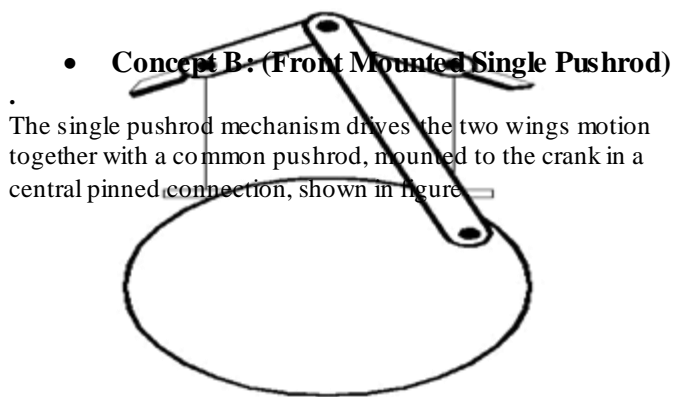 • Concept B: (Front Mounted Single Pushrod)
.
The single pushrod mechanism drives the two wings motion
together with a common pushrod, mounted to the crank in a
central pinned connection, shown in figure